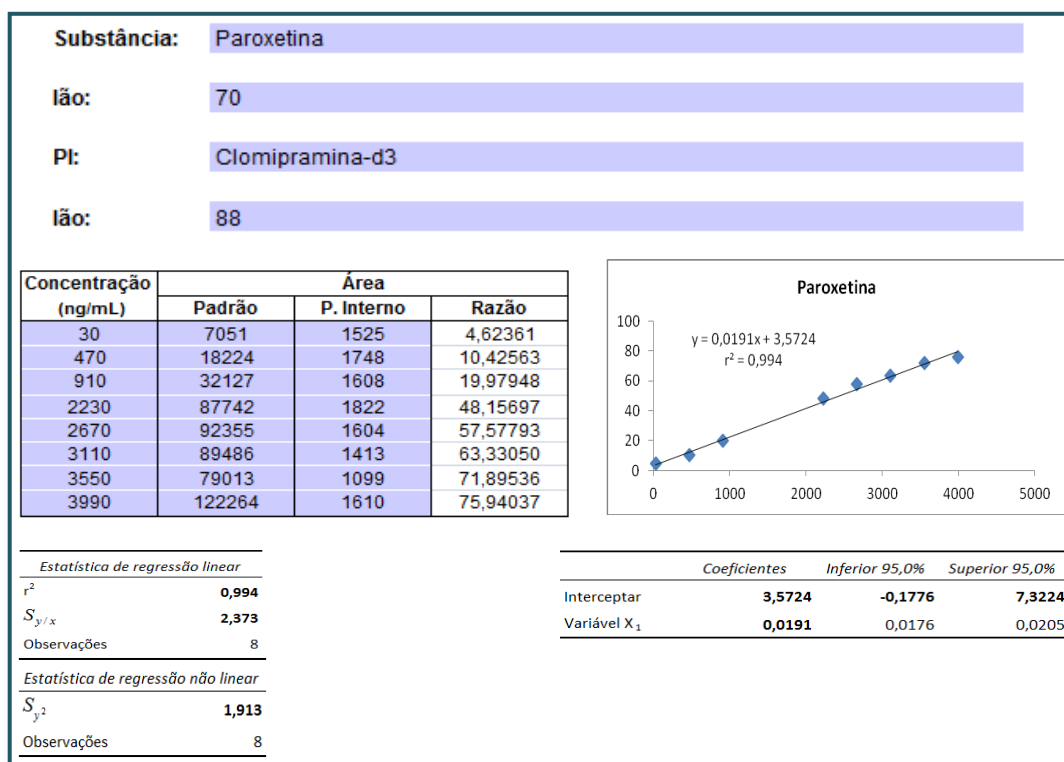 Substância: Paroxetina
Ião: 70
PI: Clomipramina-d3
Ião: 88
Concentração (ng/mL) Área
Padrão P. Interno Razão
30 7051 1525 4,62361
470 18224 1748 10,42563
910 32127 1608 19,97948
2230 87742 1822 48,15697
2670 92355 1604 57,57793
3110 89486 1413 63,33050
3550 79013 1099 71,89536
3990 122264 1610 75,94037
Paroxetina
y = 0,0191x + 3,5724
r² = 0,994
100
80
60
40
20
0
0 1000 2000 3000 4000 5000
Estatística de regressão linear
r² 0,994
S y/x 2,373
Observações 8
Estatística de regressão não linear
S y² 1,913
Observações 8
Coeficientes Inferior 95,0% Superior 95,0%
Interceptar 3,5724 -0,1776 7,3224
Variável X 1 0,0191 0,0176 0,0205